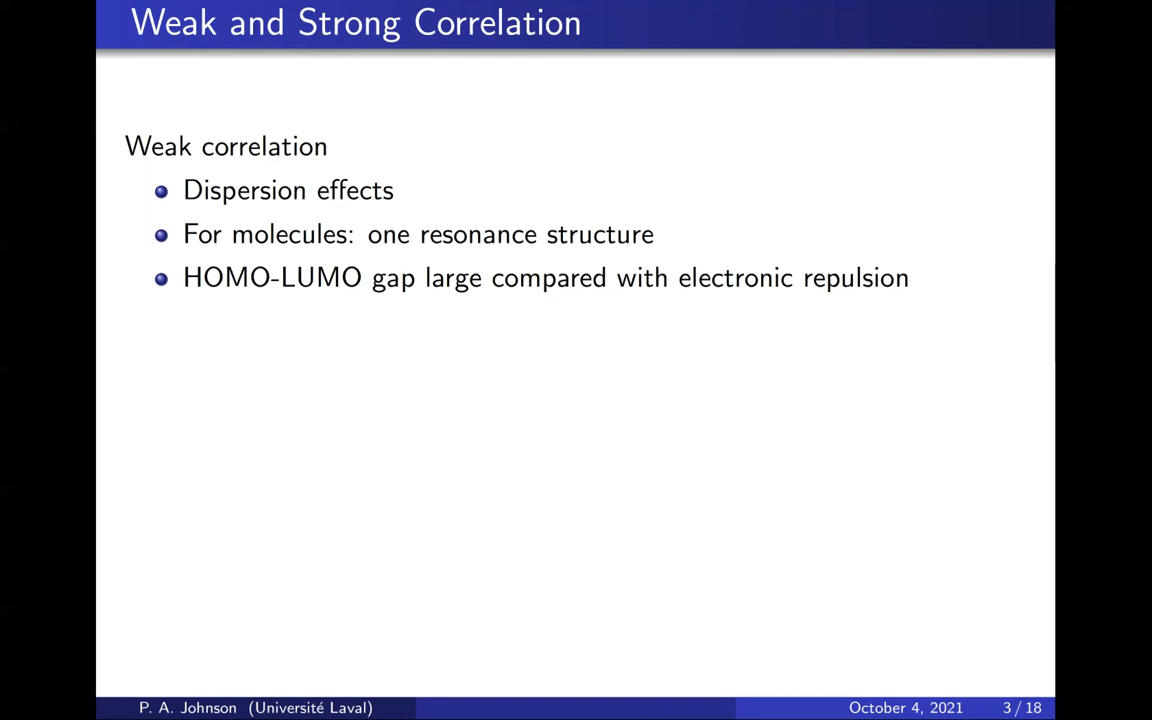 Weak and Strong Correlation
Weak correlation
Dispersion effects
For molecules: one resonance structure
HOMO-LUMO gap large compared with electronic repulsion
P. A. Johnson (Université Laval) October 4, 2021 3 / 18